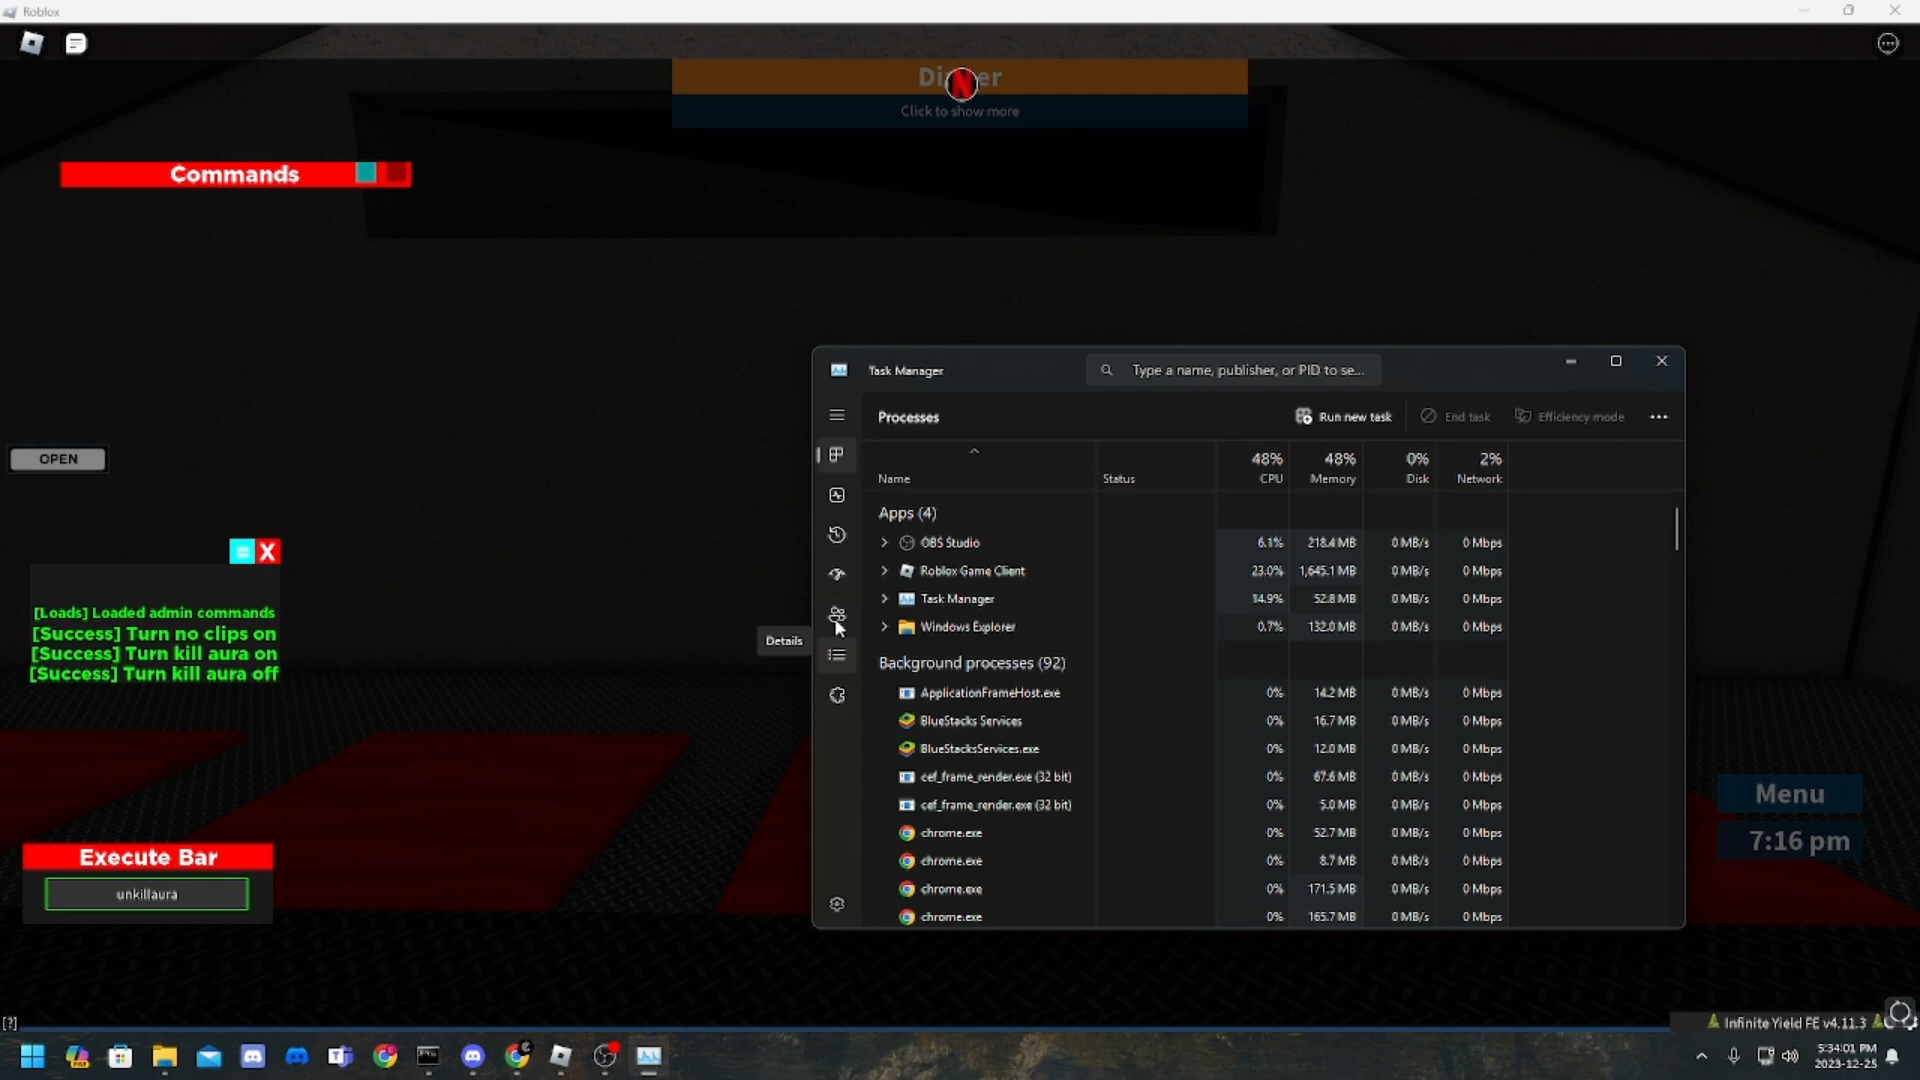 Roblox
Dinner
Click to show more
Commands
OPEN
X
[Loads] Loaded admin commands
[Success] Turn no clips on
[Success] Turn kill aura on
[Success] Turn kill aura off
Execute Bar
unkillaura
Details
Task Manager
Type a name, publisher, or PID to se...
Processes
Run new task
End task
Efficiency mode
48% 48% 0% 2%
Name Status CPU Memory Disk Network
Apps (4)
OBS Studio 6.1% 218.4 MB 0 MB/s 0 Mbps
Roblox Game Client 23.0% 1,645.1 MB 0 MB/s 0 Mbps
Task Manager 14.9% 52.8 MB 0 MB/s 0 Mbps
Windows Explorer 0.7% 132.0 MB 0 MB/s 0 Mbps
Background processes (92)
ApplicationFrameHost.exe 0% 14.2 MB 0 MB/s 0 Mbps
BlueStacks Services 0% 16.7 MB 0 MB/s 0 Mbps
BlueStacksServices.exe 0% 12.0 MB 0 MB/s 0 Mbps
cef_frame_render.exe (32 bit) 0% 67.6 MB 0 MB/s 0 Mbps
cef_frame_render.exe (32 bit) 0% 5.0 MB 0 MB/s 0 Mbps
chrome.exe 0% 52.7 MB 0 MB/s 0 Mbps
chrome.exe 0% 8.7 MB 0 MB/s 0 Mbps
chrome.exe 0% 171.5 MB 0 MB/s 0 Mbps
chrome.exe 0% 165.7 MB 0 MB/s 0 Mbps
Menu
7:16 pm
[?]
Infinite Yield FE v4.11.3
5:34:01 PM
2023-12-25